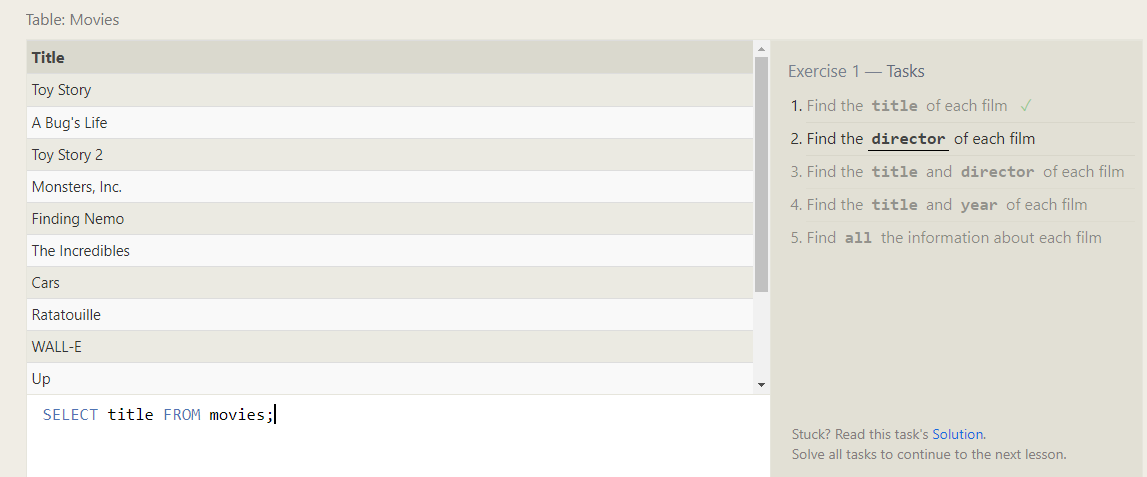 Table: Movies
Title
Toy Story
A Bug's Life
Toy Story 2
Monsters, Inc.
Finding Nemo
The Incredibles
Cars
Ratatouille
WALL-E
Up
SELECT title FROM movies;
Exercise 1 — Tasks
1. Find the title of each film ✓
2. Find the director of each film
3. Find the title and director of each film
4. Find the title and year of each film
5. Find all the information about each film
Stuck? Read this task's Solution.
Solve all tasks to continue to the next lesson.